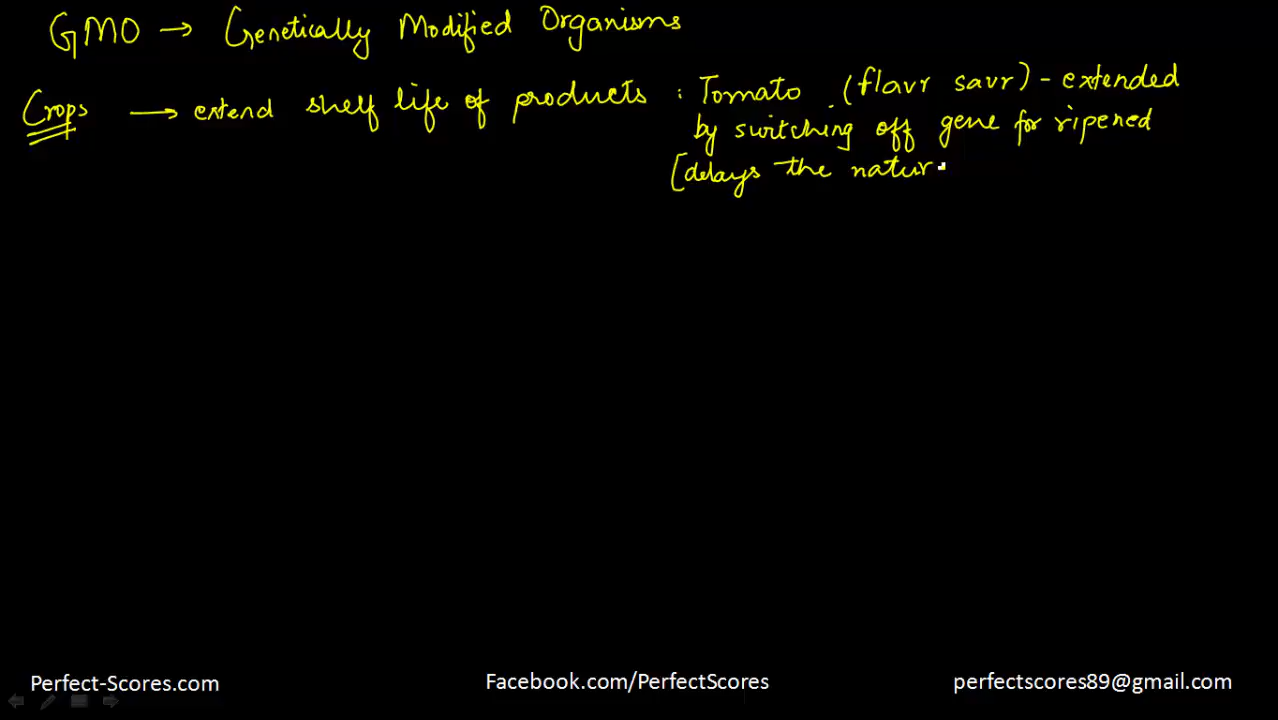 GMO → Genetically Modified Organisms
Crops → extend shelf life of products : Tomato (flavr savr) - extended
by switching off gene for ripened
[delays the natur
Perfect-Scores.com Facebook.com/PerfectScores perfectscores89@gmail.com